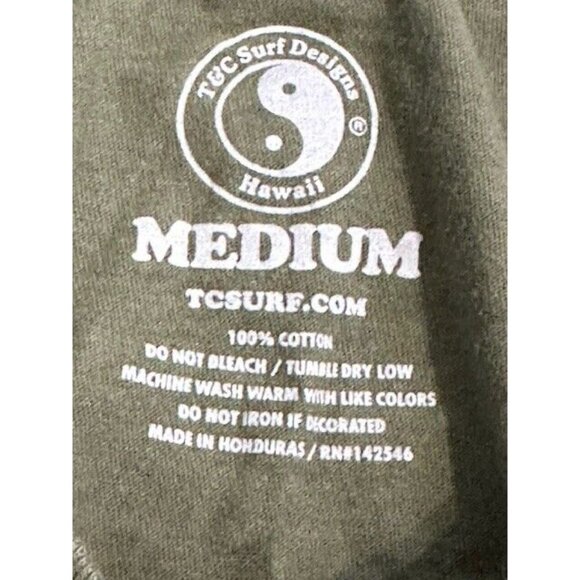 T&C Surf Designs
®
Hawaii
MEDIUM
TCSURF.COM
100% COTTON
DO NOT BLEACH / TUMBLE DRY LOW
MACHINE WASH WARM WITH LIKE COLORS
DO NOT IRON IF DECORATED
MADE IN HONDURAS / RN#142546